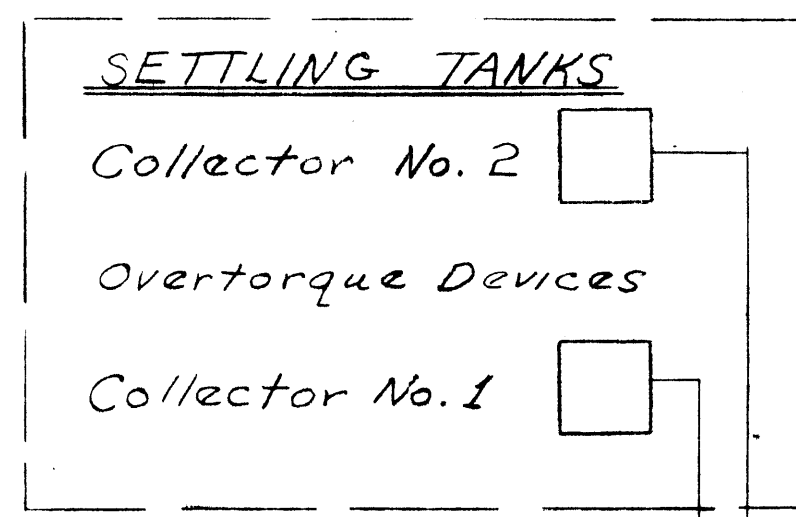 SETTLING TANKS
Collector No. 2
Overtorque Devices
Collector No. 1